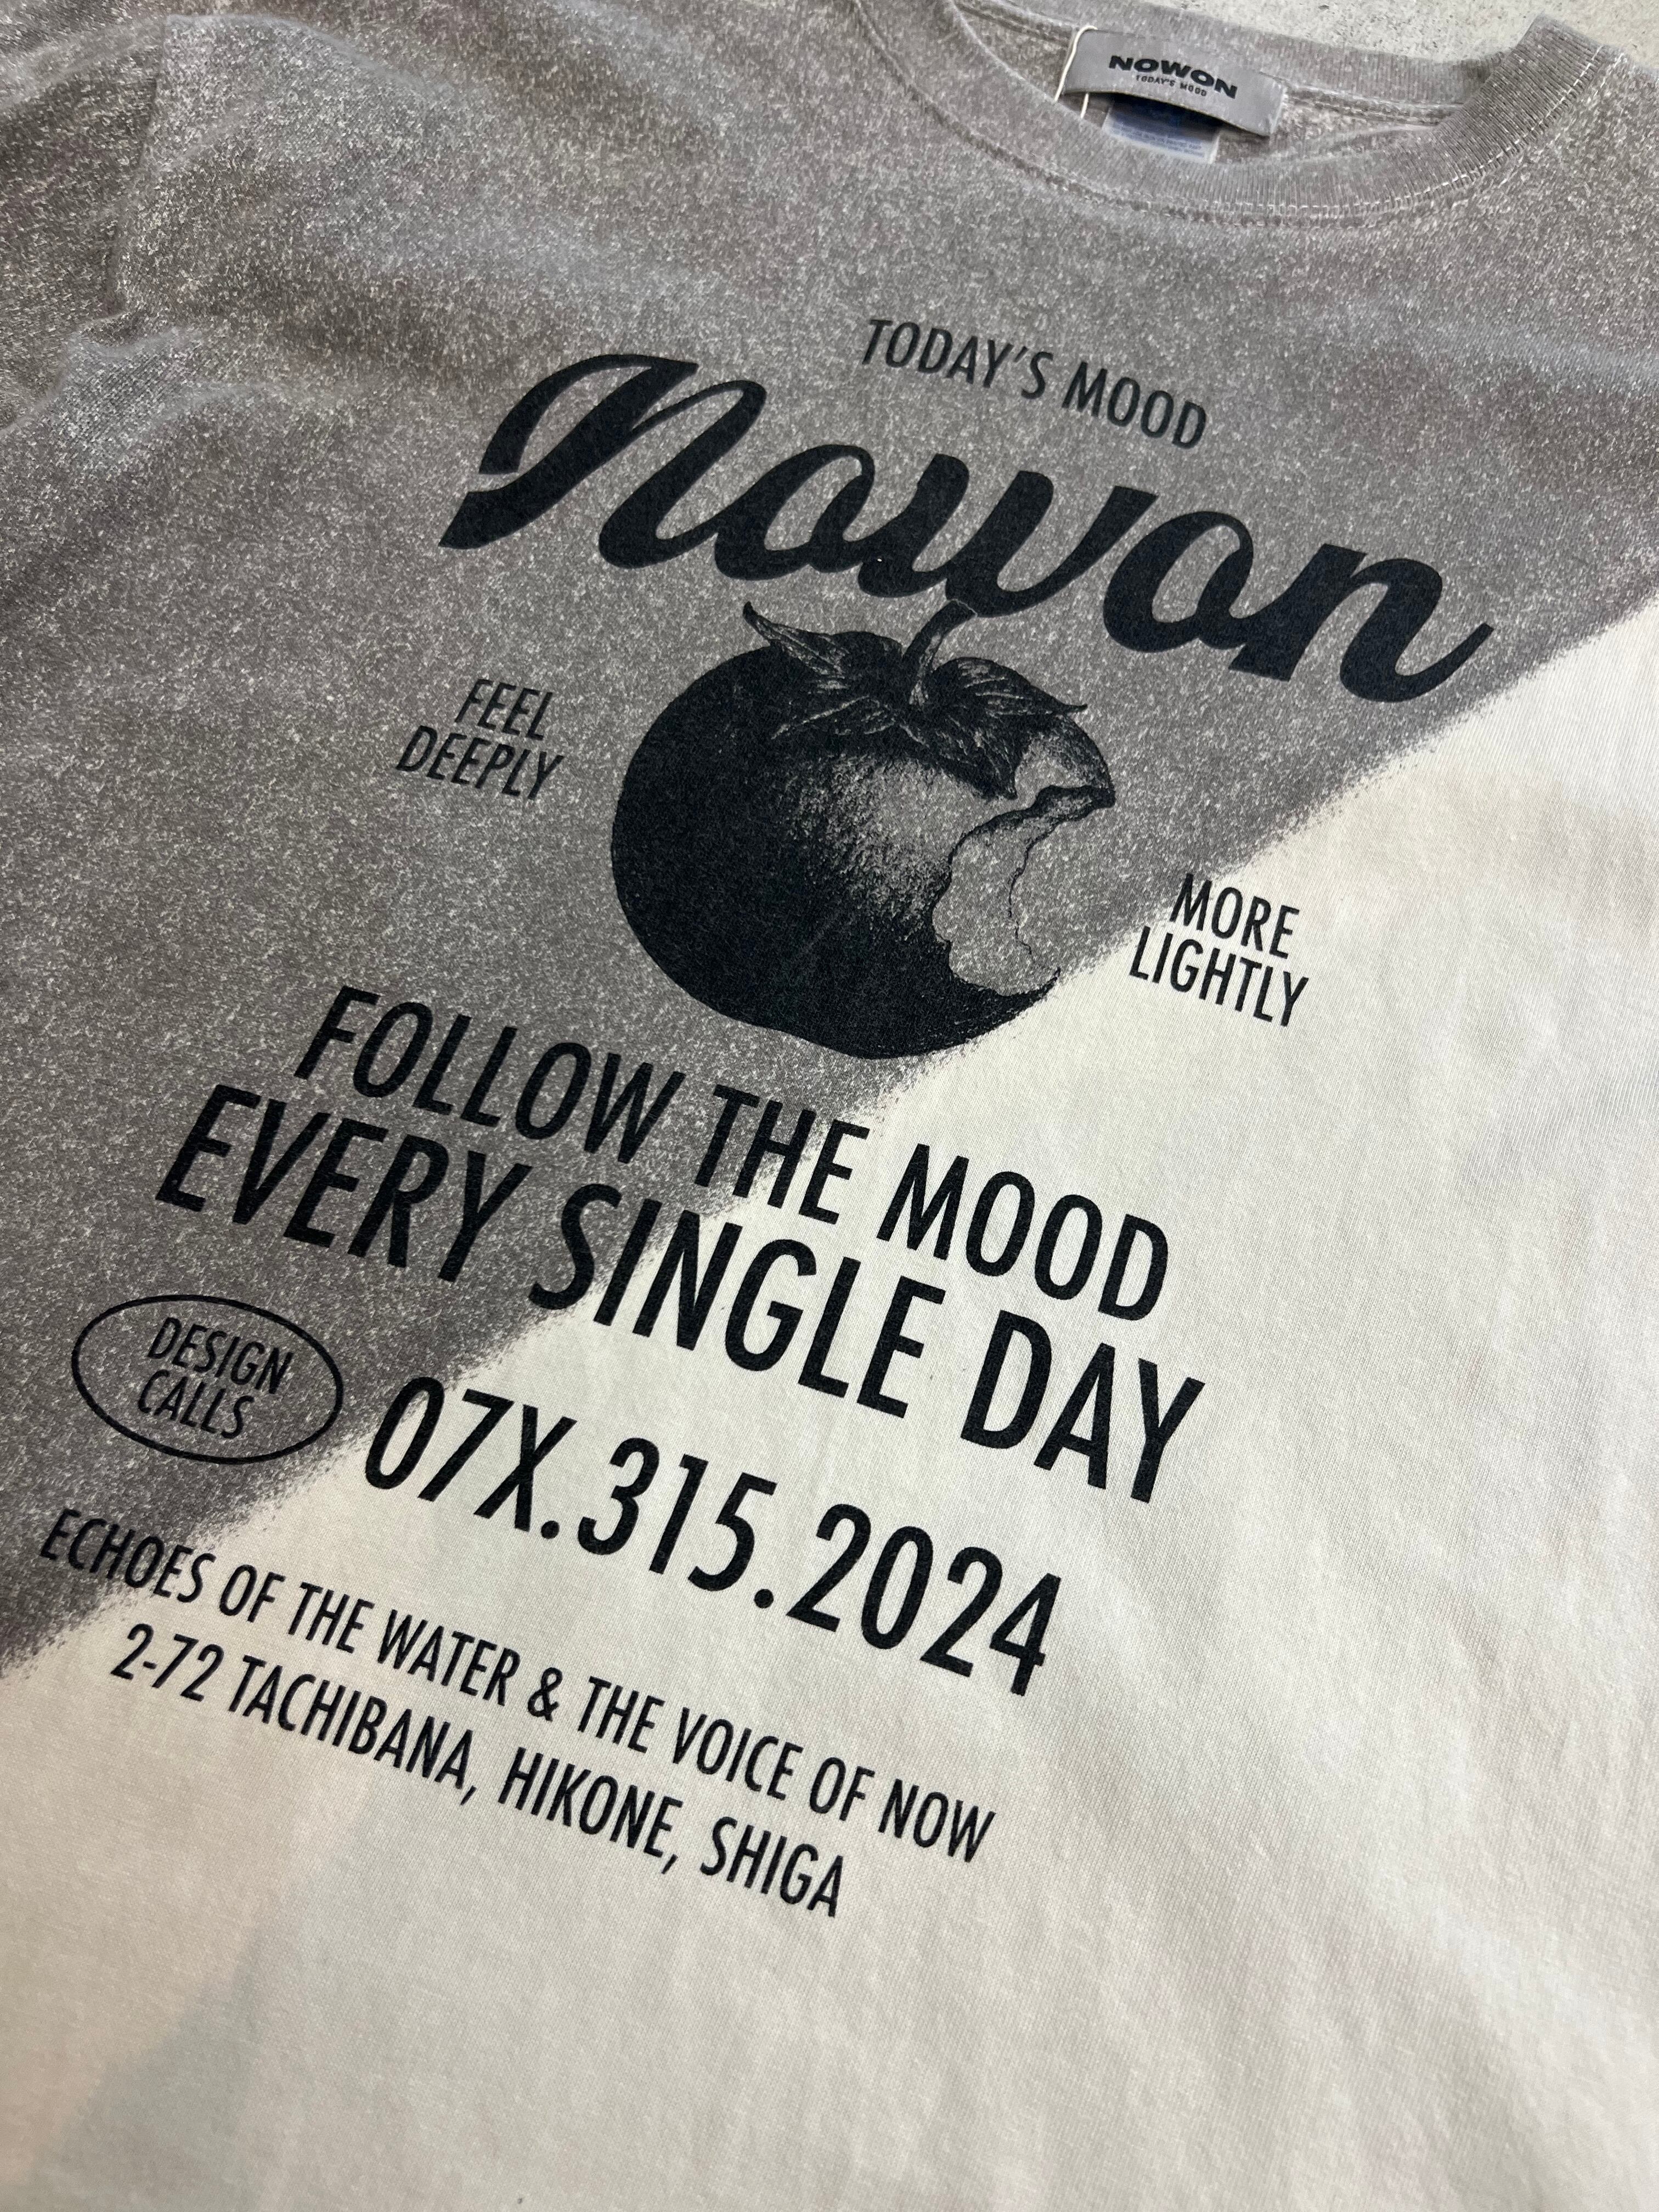 NOWON
TODAY'S MOOD
TODAY'S MOOD
Nowon
FEEL
DEEPLY
MORE
LIGHTLY
FOLLOW THE MOOD
EVERY SINGLE DAY
DESIGN
CALLS
07X.315.2024
ECHOES OF THE WATER & THE VOICE OF NOW
2-72 TACHIBANA, HIKONE, SHIGA